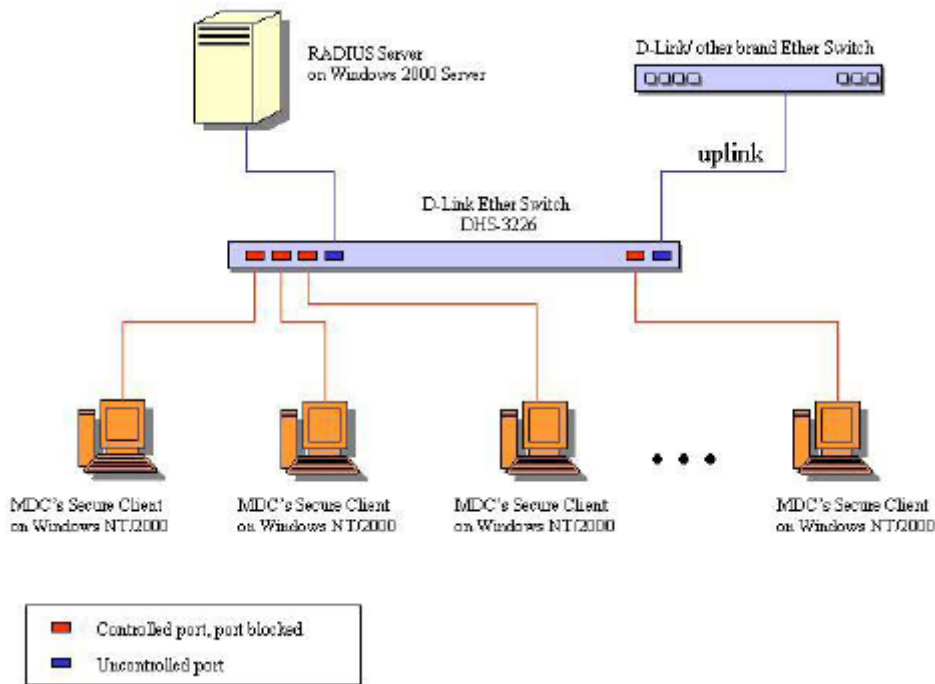 RADIUS Server
on Windows 2000 Server
D-Link/ other brand Ether Switch
uplink
D-Link Ether Switch
DHS-3226
MDC's Secure Client
on Windows NT/2000
MDC's Secure Client
on Windows NT/2000
MDC's Secure Client
on Windows NT/2000
MDC's Secure Client
on Windows NT/2000
Controlled port, port blocked
Uncontrolled port